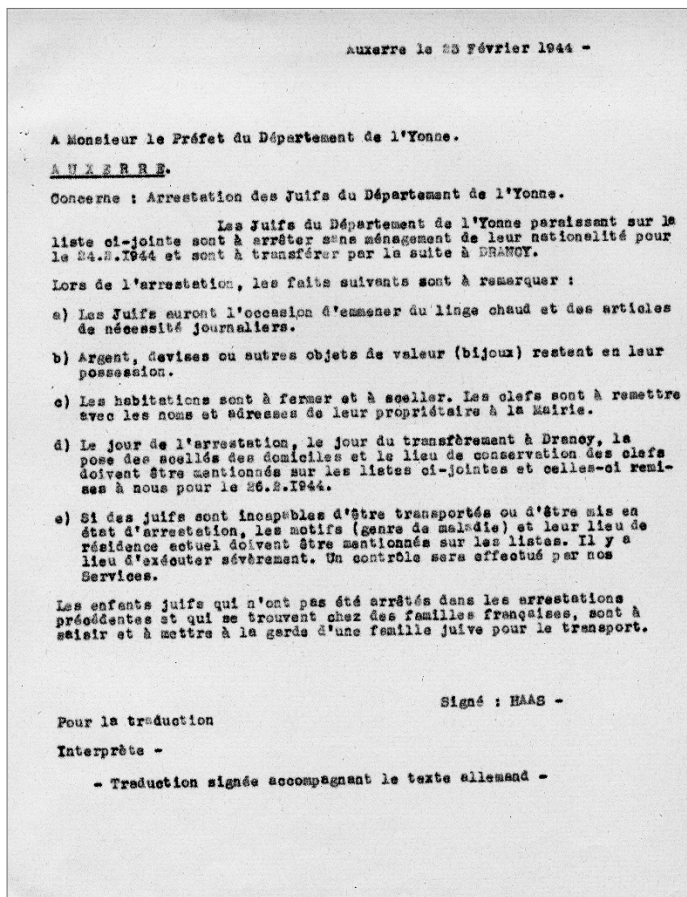 Auxerre le 23 Février 1944 -
A Monsieur le Préfet du Département de l'Yonne.
A U X E R R E.
Concerne : Arrestation des Juifs du Département de l'Yonne.
Les Juifs du Département de l'Yonne paraissant sur la
liste ci-jointe sont à arrêter sans ménagement de leur nationalité pour
le 24.2.I944 et sont à transférer par la suite à DRANCY.
Lors de l'arrestation, les faits suivants sont à remarquer :
a) Les Juifs auront l'occasion d'emmener du linge chaud et des articles
de nécessité journaliers.
b) Argent, devises ou autres objets de valeur (bijoux) restent en leur
possession.
c) Les habitations sont à fermer et à sceller. Les clefs sont à remettre
avec les noms et adresses de leur propriétaire à la Mairie.
d) Le jour de l'arrestation, le jour du transfèrement à Drancy, la
pose des scellés des domiciles et le lieu de conservation des clefs
doivent être mentionnés sur les listes ci-jointes et celles-ci remi-
ses à nous pour le 26.2.I944.
e) Si des juifs sont incapables d'être transportés ou d'être mis en
état d'arrestation, les motifs (genre de maladie) et leur lieu de
résidence actuel doivent être mentionnés sur les listes. Il y a
lieu d'exécuter sévèrement. Un contrôle sera effectué par nos
Services.
Les enfants juifs qui n'ont pas été arrêtés dans les arrestations
précédentes et qui se trouvent chez des familles françaises, sont à
saisir et à mettre à la garde d'une famille juive pour le transport.
Signé : HAAS -
Pour la traduction
Interprète -
- Traduction signée accompagnant le texte allemand -